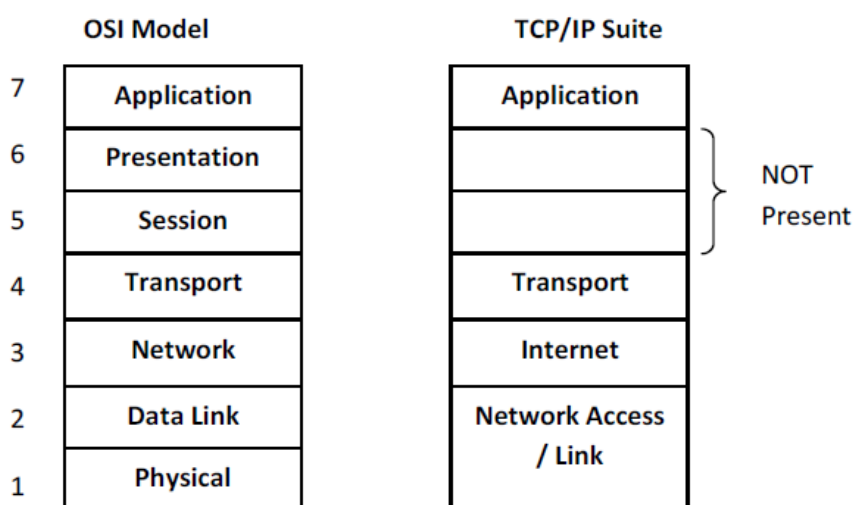 OSI Model
TCP/IP Suite
7
Application
Application
6
Presentation
5
Session
NOT
Present
4
Transport
Transport
3
Network
Internet
2
Data Link
Network Access
/ Link
1
Physical